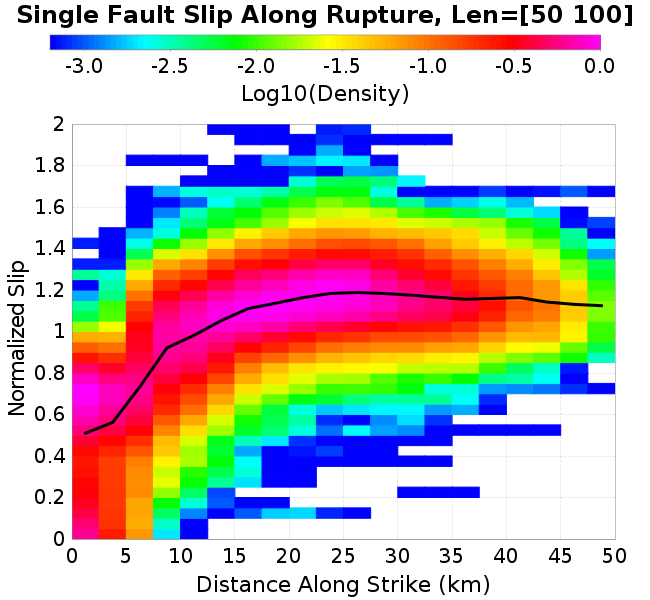 Single Fault Slip Along Rupture, Len=[50 100]
-3.0 -2.5 -2.0 -1.5 -1.0 -0.5 0.0
Log10(Density)
Normalized Slip
2
1.8
1.6
1.4
1.2
1
0.8
0.6
0.4
0.2
0
0 5 10 15 20 25 30 35 40 45 50
Distance Along Strike (km)